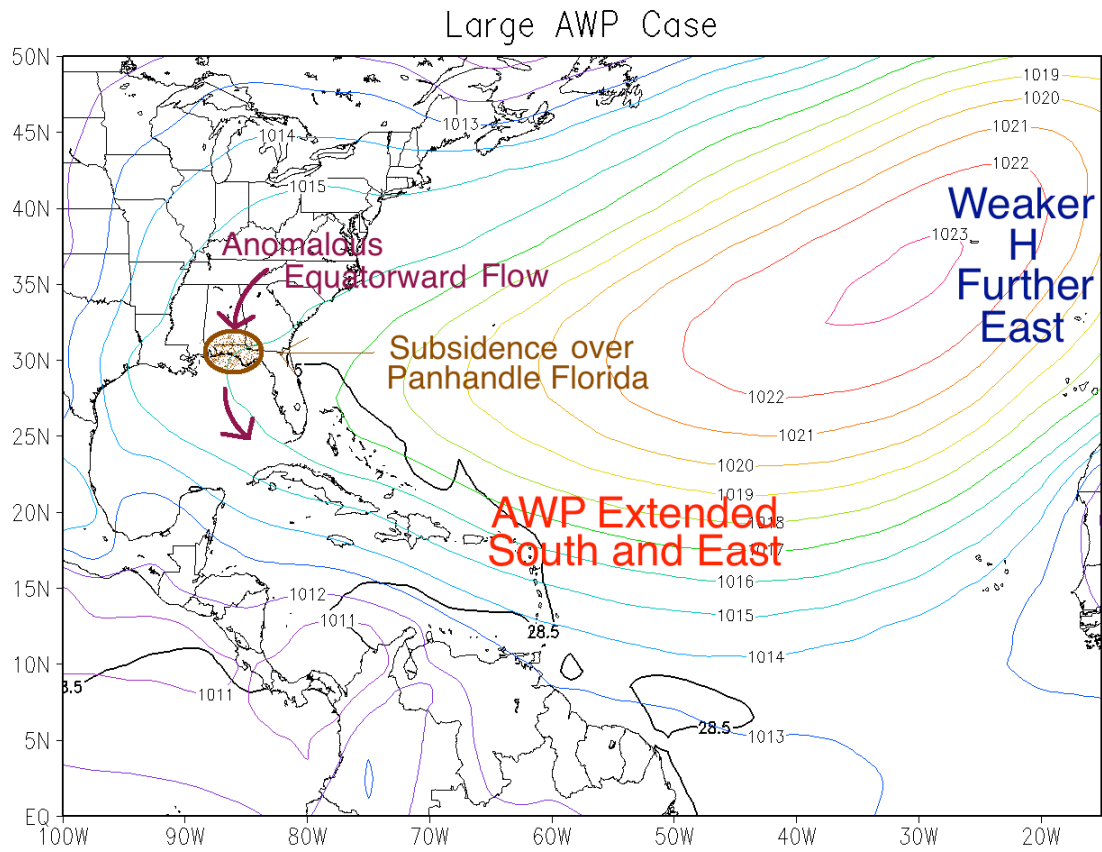 Large AWP Case
50N
1019
1020
1021
1014
1013
45N
1022
1015
40N
Weaker
H
Further
East
1023
Anomalous
Equatorward Flow
35N
30N
Subsidence over
Panhandle Florida
1022
25N
1021
1020
1019
20N
AWP Extended
South and East
1018
1017
1016
15N
1012
1015
1011
28.5
1014
10N
8.5
1011
28.5
1013
5N
EQ
100W 90W 80W 70W 60W 50W 40W 30W 20W